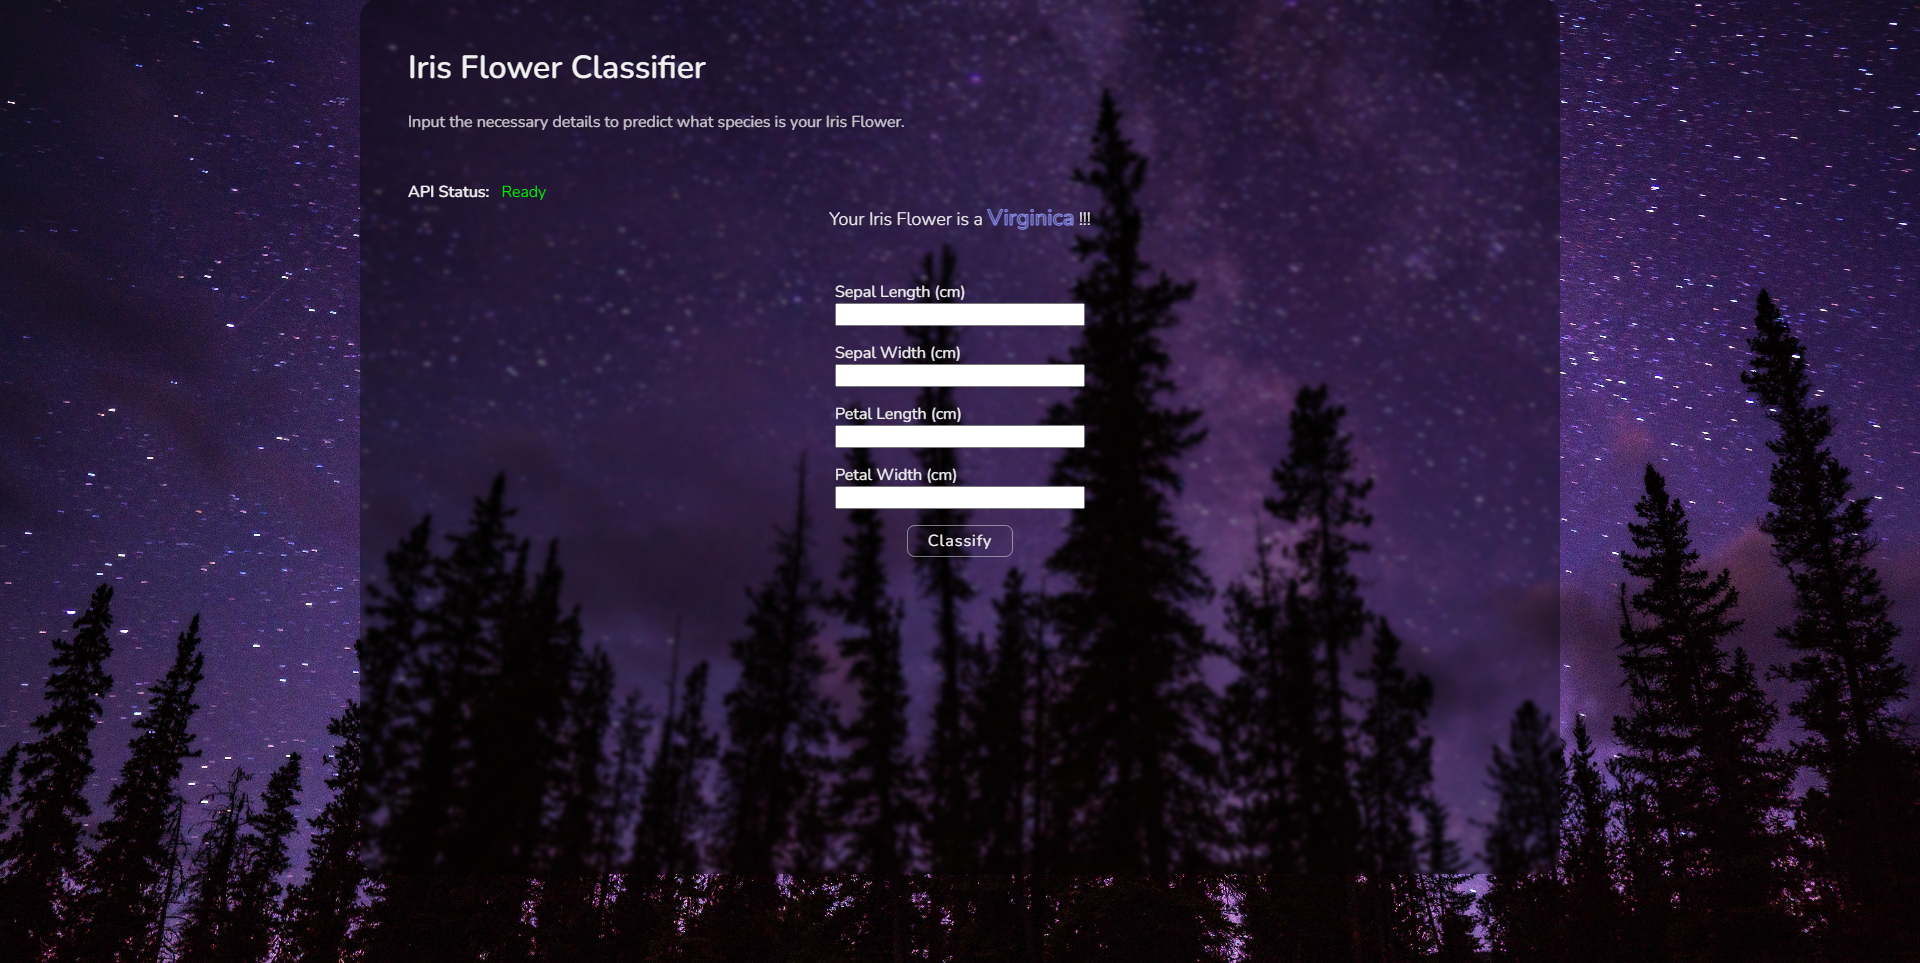 Iris Flower Classifier
Input the necessary details to predict what species is your Iris Flower.
API Status: Ready
Your Iris Flower is a Virginica !!!
Sepal Length (cm)
Sepal Width (cm)
Petal Length (cm)
Petal Width (cm)
Classify